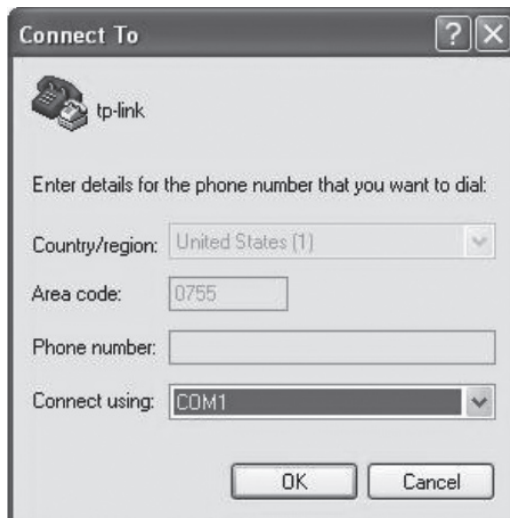 Connect To
tp-link
Enter details for the phone number that you want to dial:
Country/region: United States (1)
Area code: 0755
Phone number:
Connect using: COM1
OK Cancel